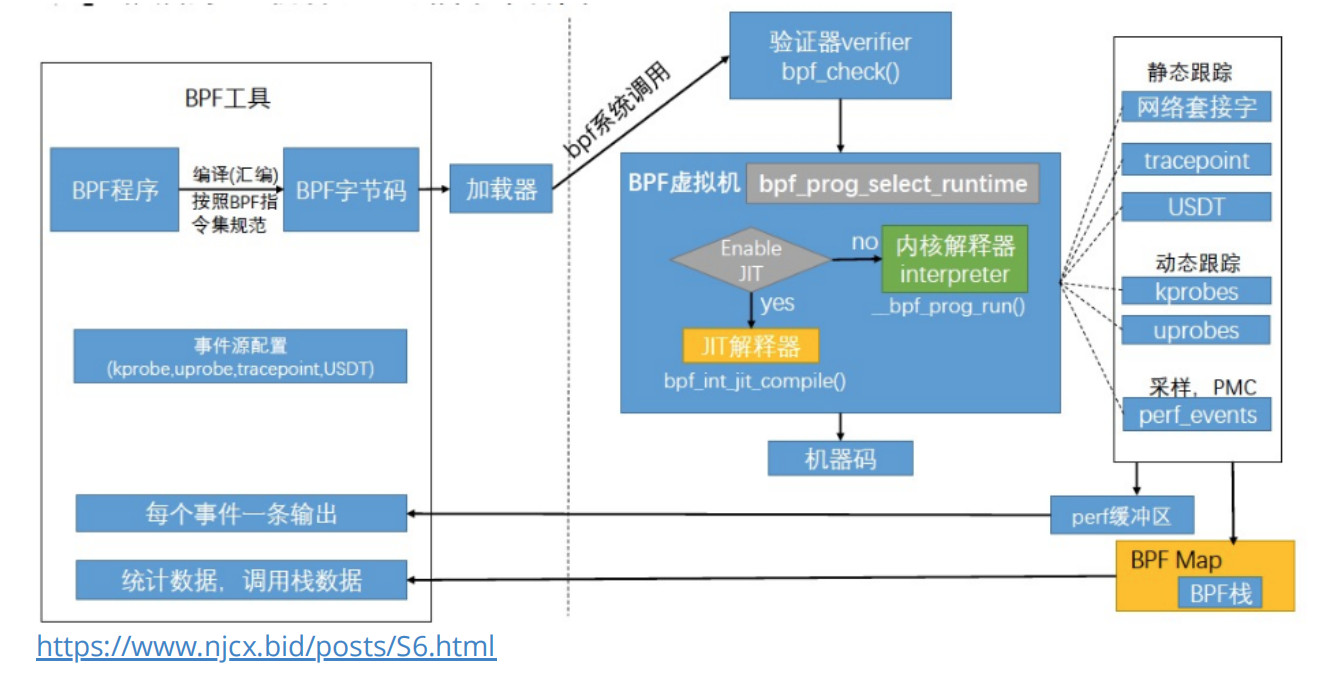 BPF工具
BPF程序
编译(汇编)
按照BPF指
令集规范
BPF字节码
加载器
bpf系统调用
事件源配置
(kprobe,uprobe,tracepoint,USDT)
每个事件一条输出
统计数据，调用栈数据
验证器verifier
bpf_check()
BPF虚拟机
bpf_prog_select_runtime
Enable
JIT
no
内核解释器
interpreter
__bpf_prog_run()
yes
JIT解释器
bpf_int_jit_compile()
机器码
静态跟踪
网络套接字
tracepoint
USDT
动态跟踪
kprobes
uprobes
采样，PMC
perf_events
perf缓冲区
BPF Map
BPF栈
https://www.njcx.bid/posts/S6.html